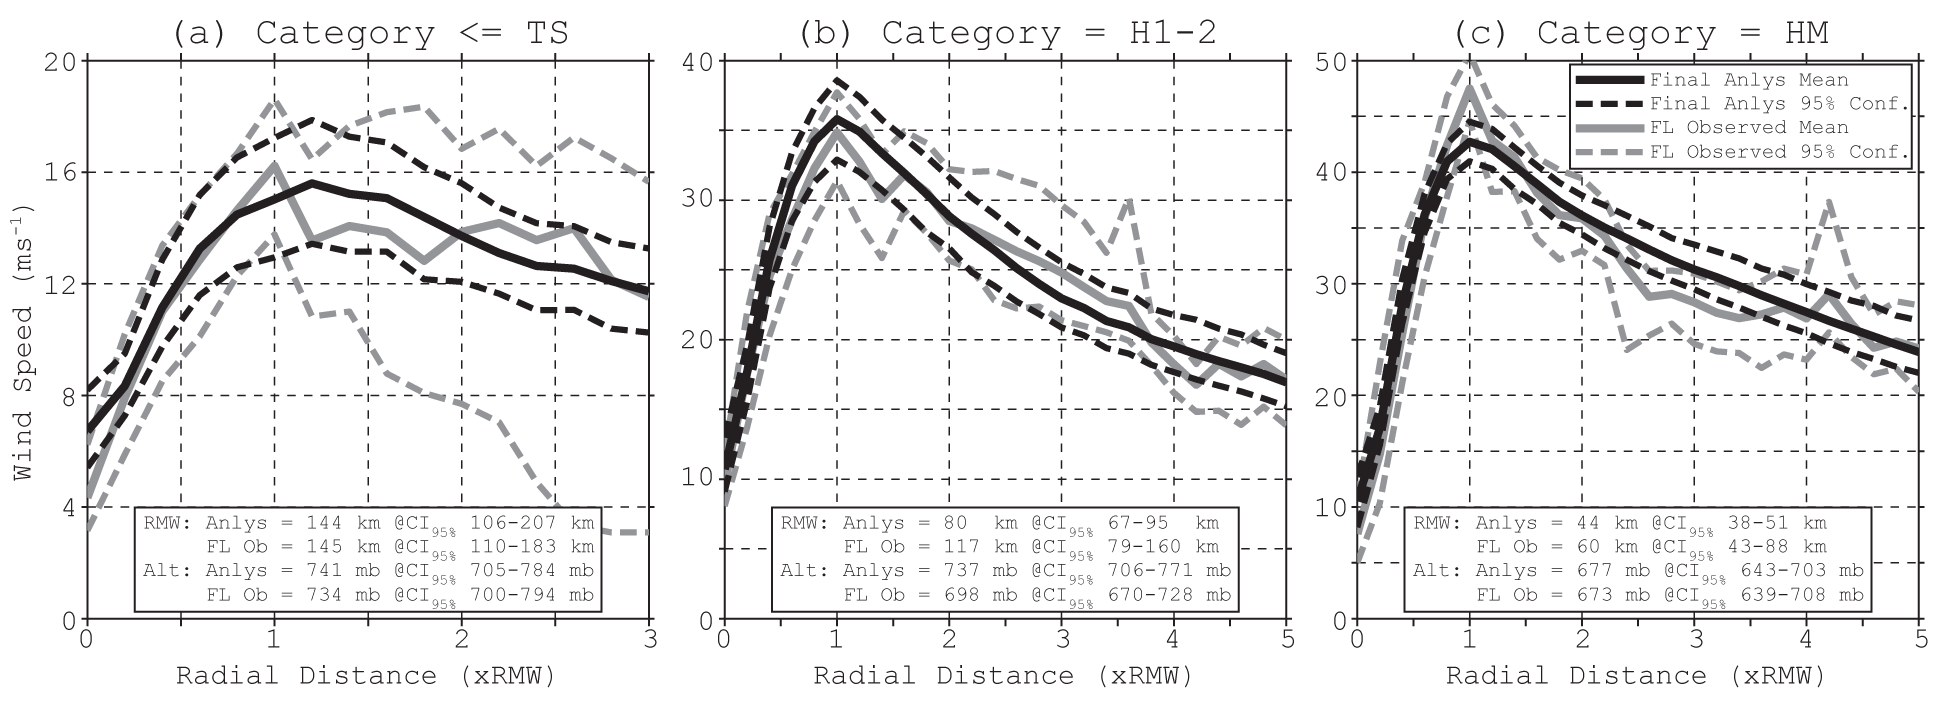 (a) Category <= TS
(b) Category = H1-2
(c) Category = HM
Wind Speed (ms⁻¹)
20
16
12
8
4
0
RMW: Anlys = 144 km @CI95% 106-207 km
FL Ob = 145 km @CI95% 110-183 km
Alt: Anlys = 741 mb @CI95% 705-784 mb
FL Ob = 734 mb @CI95% 700-794 mb
0 1 2 3
Radial Distance (xRMW)
40
30
20
10
0
RMW: Anlys = 80 km @CI95% 67-95 km
FL Ob = 117 km @CI95% 79-160 km
Alt: Anlys = 737 mb @CI95% 706-771 mb
FL Ob = 698 mb @CI95% 670-728 mb
0 1 2 3 4 5
Radial Distance (xRMW)
50
40
30
20
10
0
Final Anlys Mean
Final Anlys 95% Conf.
FL Observed Mean
FL Observed 95% Conf.
RMW: Anlys = 44 km @CI95% 38-51 km
FL Ob = 60 km @CI95% 43-88 km
Alt: Anlys = 677 mb @CI95% 643-703 mb
FL Ob = 673 mb @CI95% 639-708 mb
0 1 2 3 4 5
Radial Distance (xRMW)